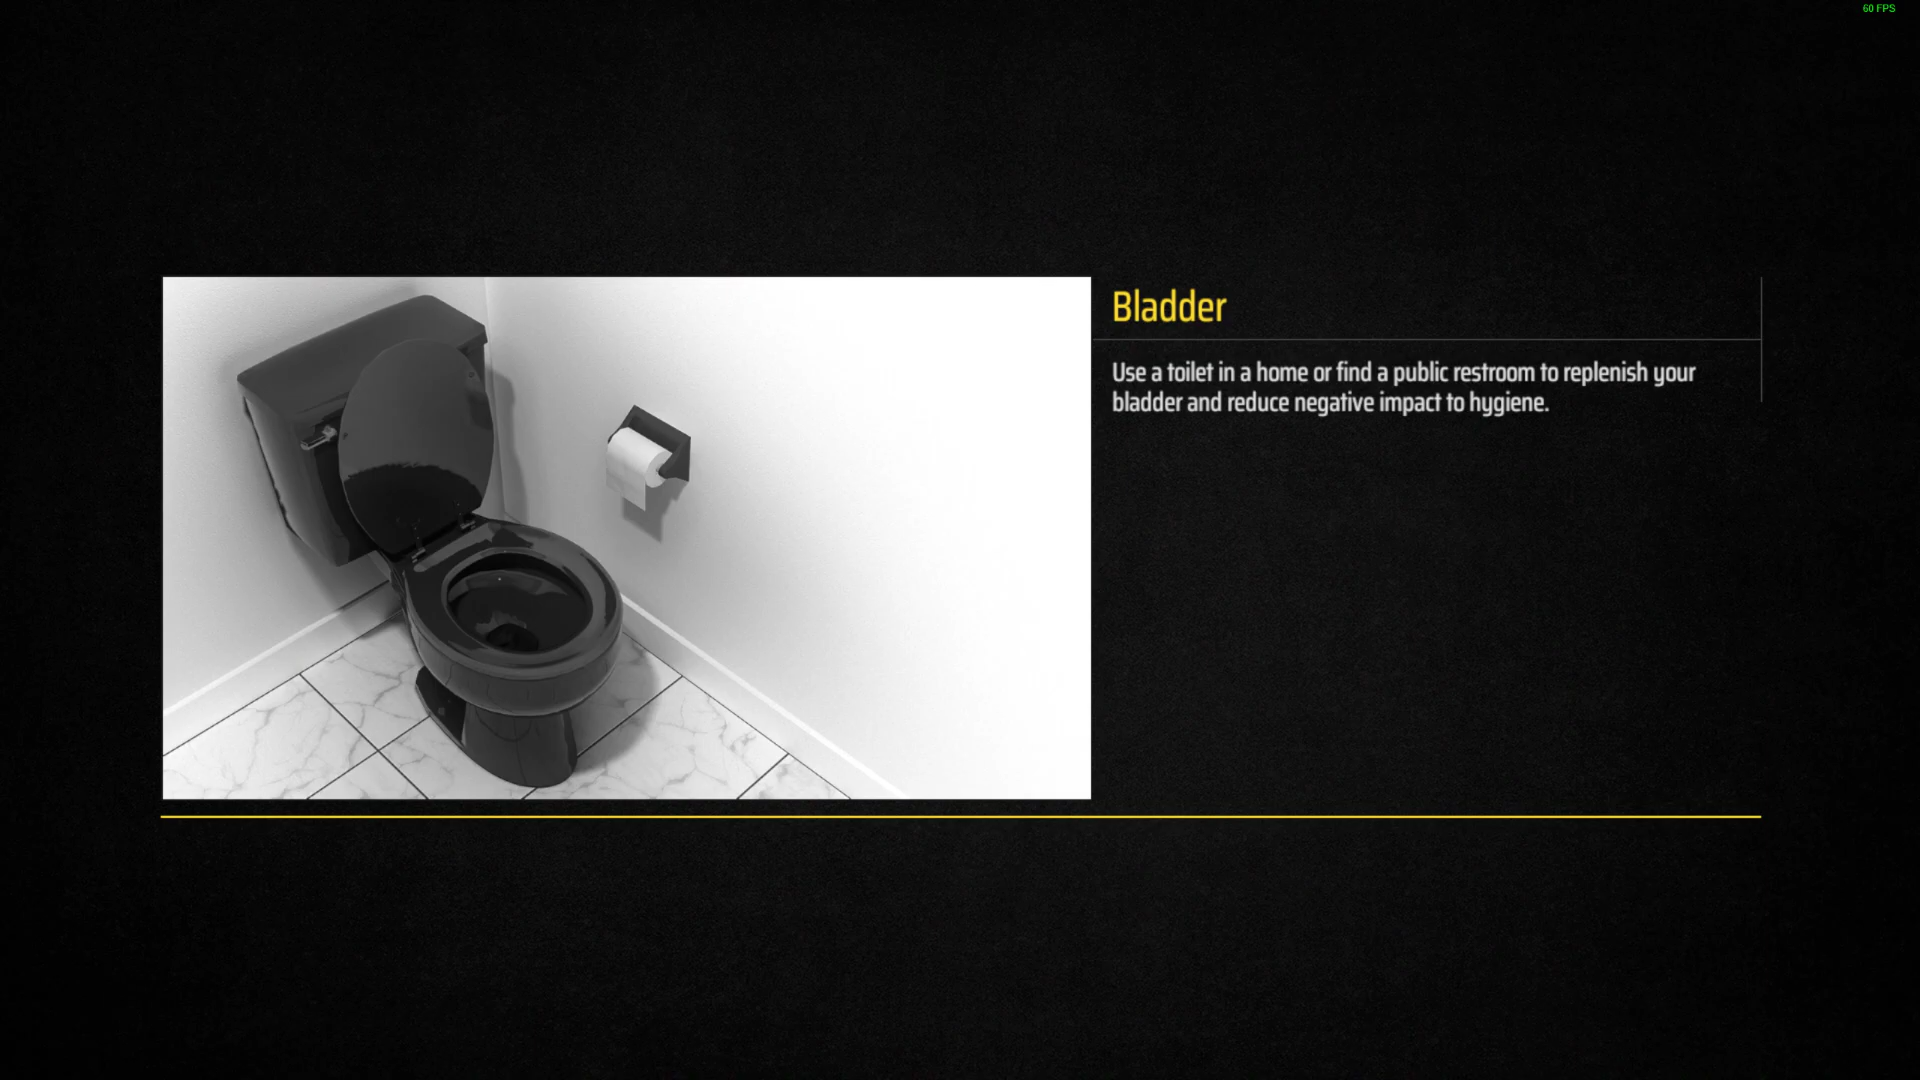 60 FPS
Bladder
Use a toilet in a home or find a public restroom to replenish your
bladder and reduce negative impact to hygiene.